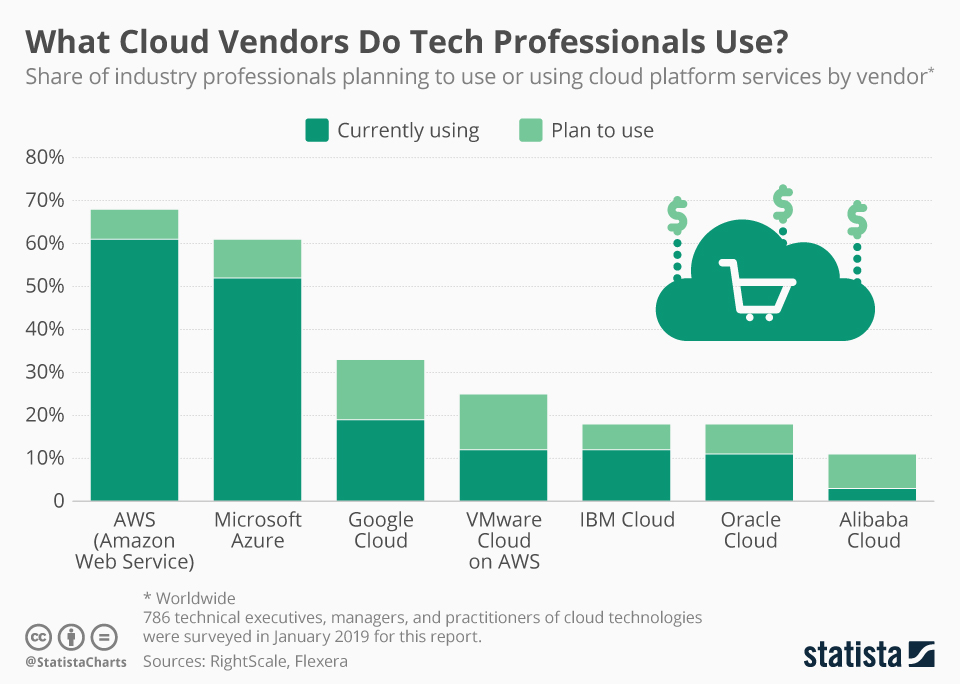 What Cloud Vendors Do Tech Professionals Use?
Share of industry professionals planning to use or using cloud platform services by vendor*
Currently using
Plan to use
80%
70%
60%
50%
40%
30%
20%
10%
0
$ $ $
AWS
(Amazon
Web Service)
Microsoft
Azure
Google
Cloud
VMware
Cloud
on AWS
IBM Cloud
Oracle
Cloud
Alibaba
Cloud
* Worldwide
786 technical executives, managers, and practitioners of cloud technologies
were surveyed in January 2019 for this report.
cc =
@StatistaCharts
Sources: RightScale, Flexera
statista